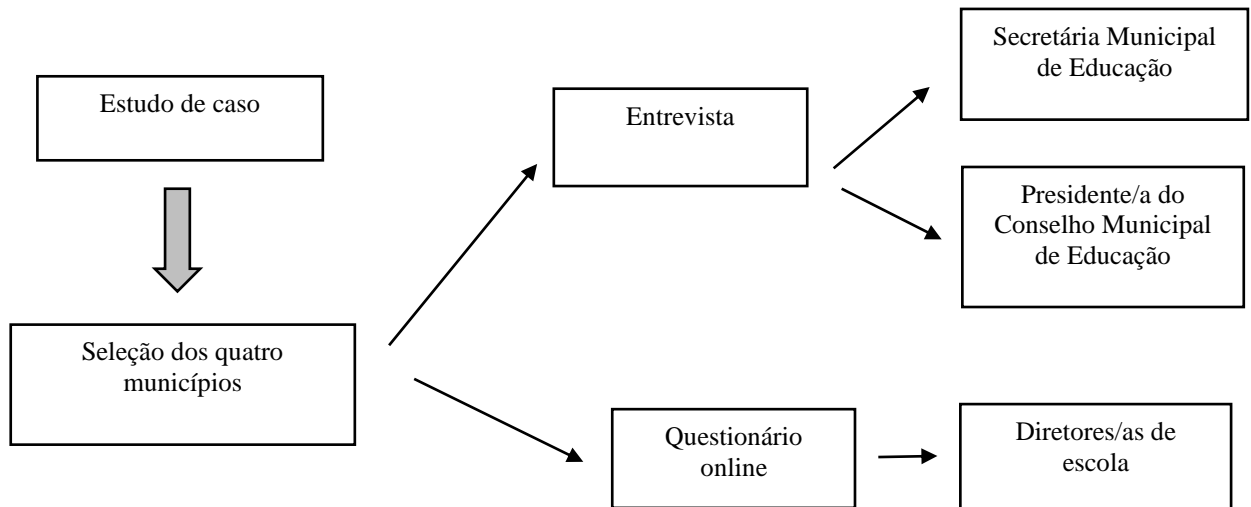 Estudo de caso
Seleção dos quatro
municípios
Entrevista
Secretária Municipal
de Educação
Presidente/a do
Conselho Municipal
de Educação
Questionário
online
Diretores/as de
escola